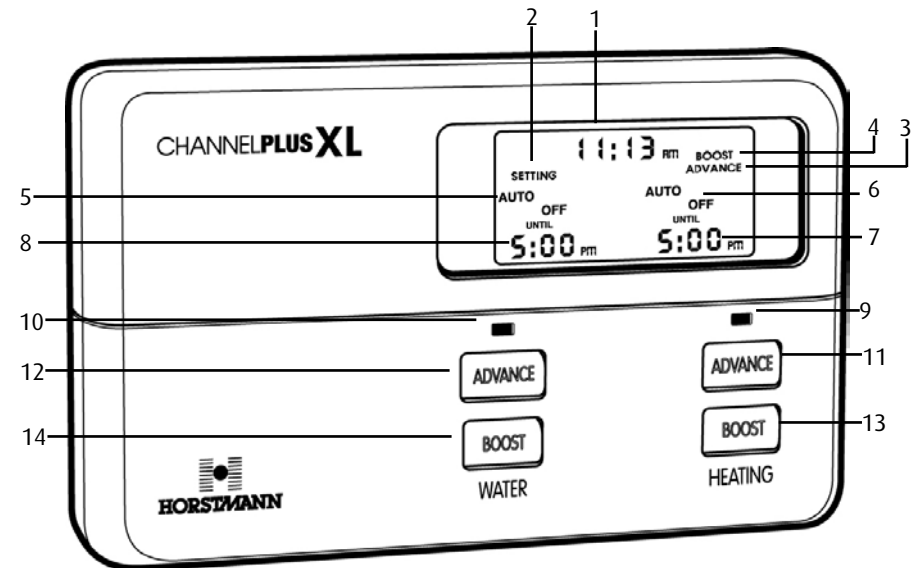 2
1
4
3
CHANNELPLUS XL
11:13 am BOOST
SETTING
ADVANCE
5
AUTO
AUTO
6
OFF
OFF
UNTIL
UNTIL
8
5:00 pm
5:00 pm
7
10
9
12
ADVANCE
ADVANCE
11
14
BOOST
BOOST
13
WATER
HEATING
HORSTMANN